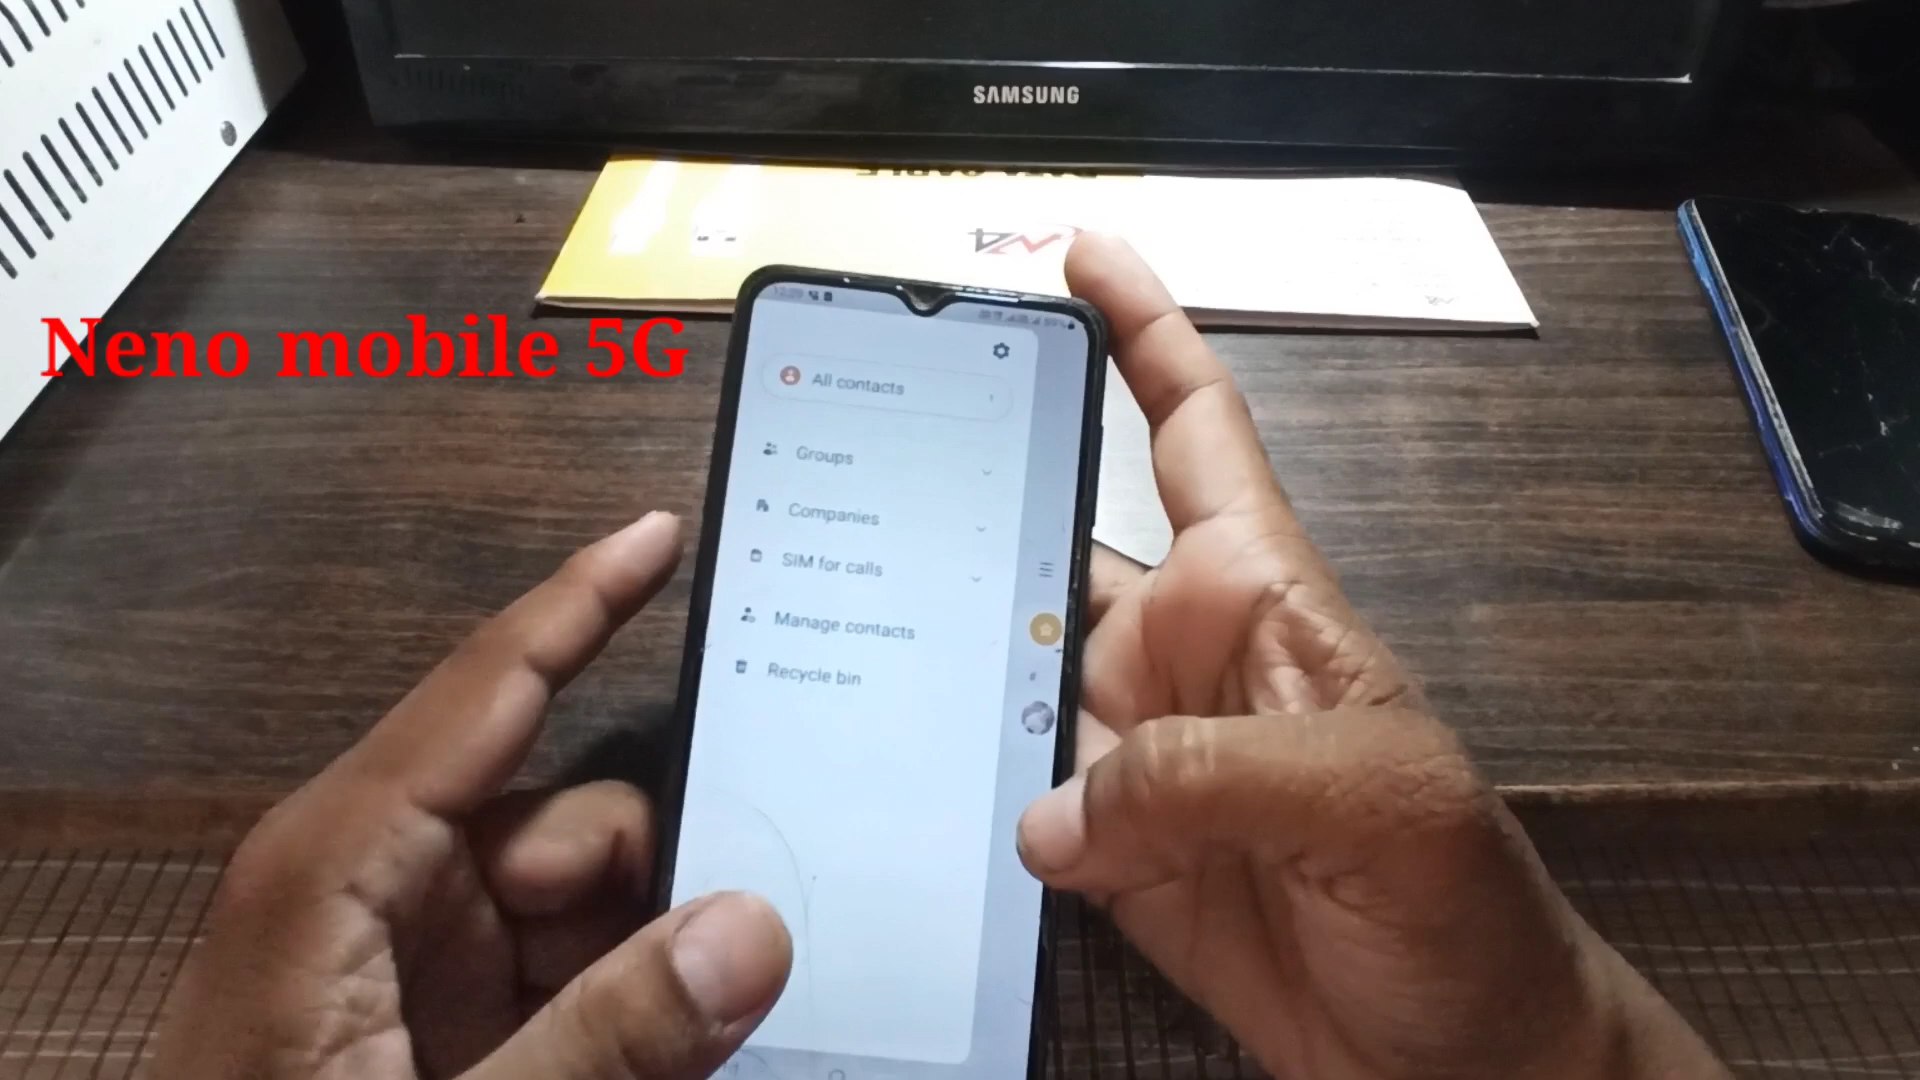 SAMSUNG
Neno mobile 5G
All contacts
Groups
Companies
SIM for calls
Manage contacts
Recycle bin
#